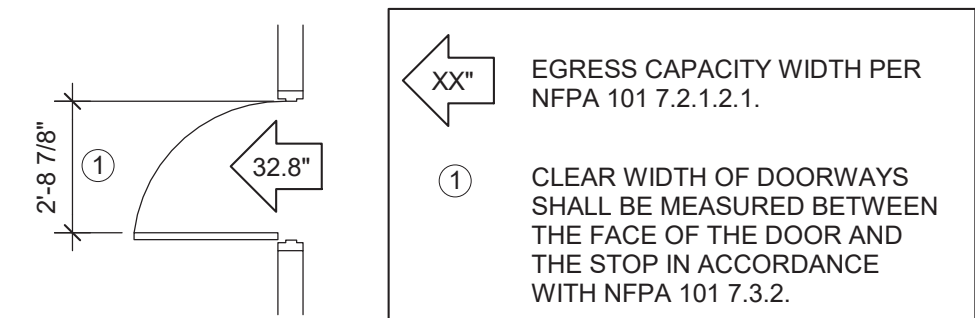 2'-8 7/8"
1
32.8"
XX"
EGRESS CAPACITY WIDTH PER
NFPA 101 7.2.1.2.1.
1
CLEAR WIDTH OF DOORWAYS
SHALL BE MEASURED BETWEEN
THE FACE OF THE DOOR AND
THE STOP IN ACCORDANCE
WITH NFPA 101 7.3.2.